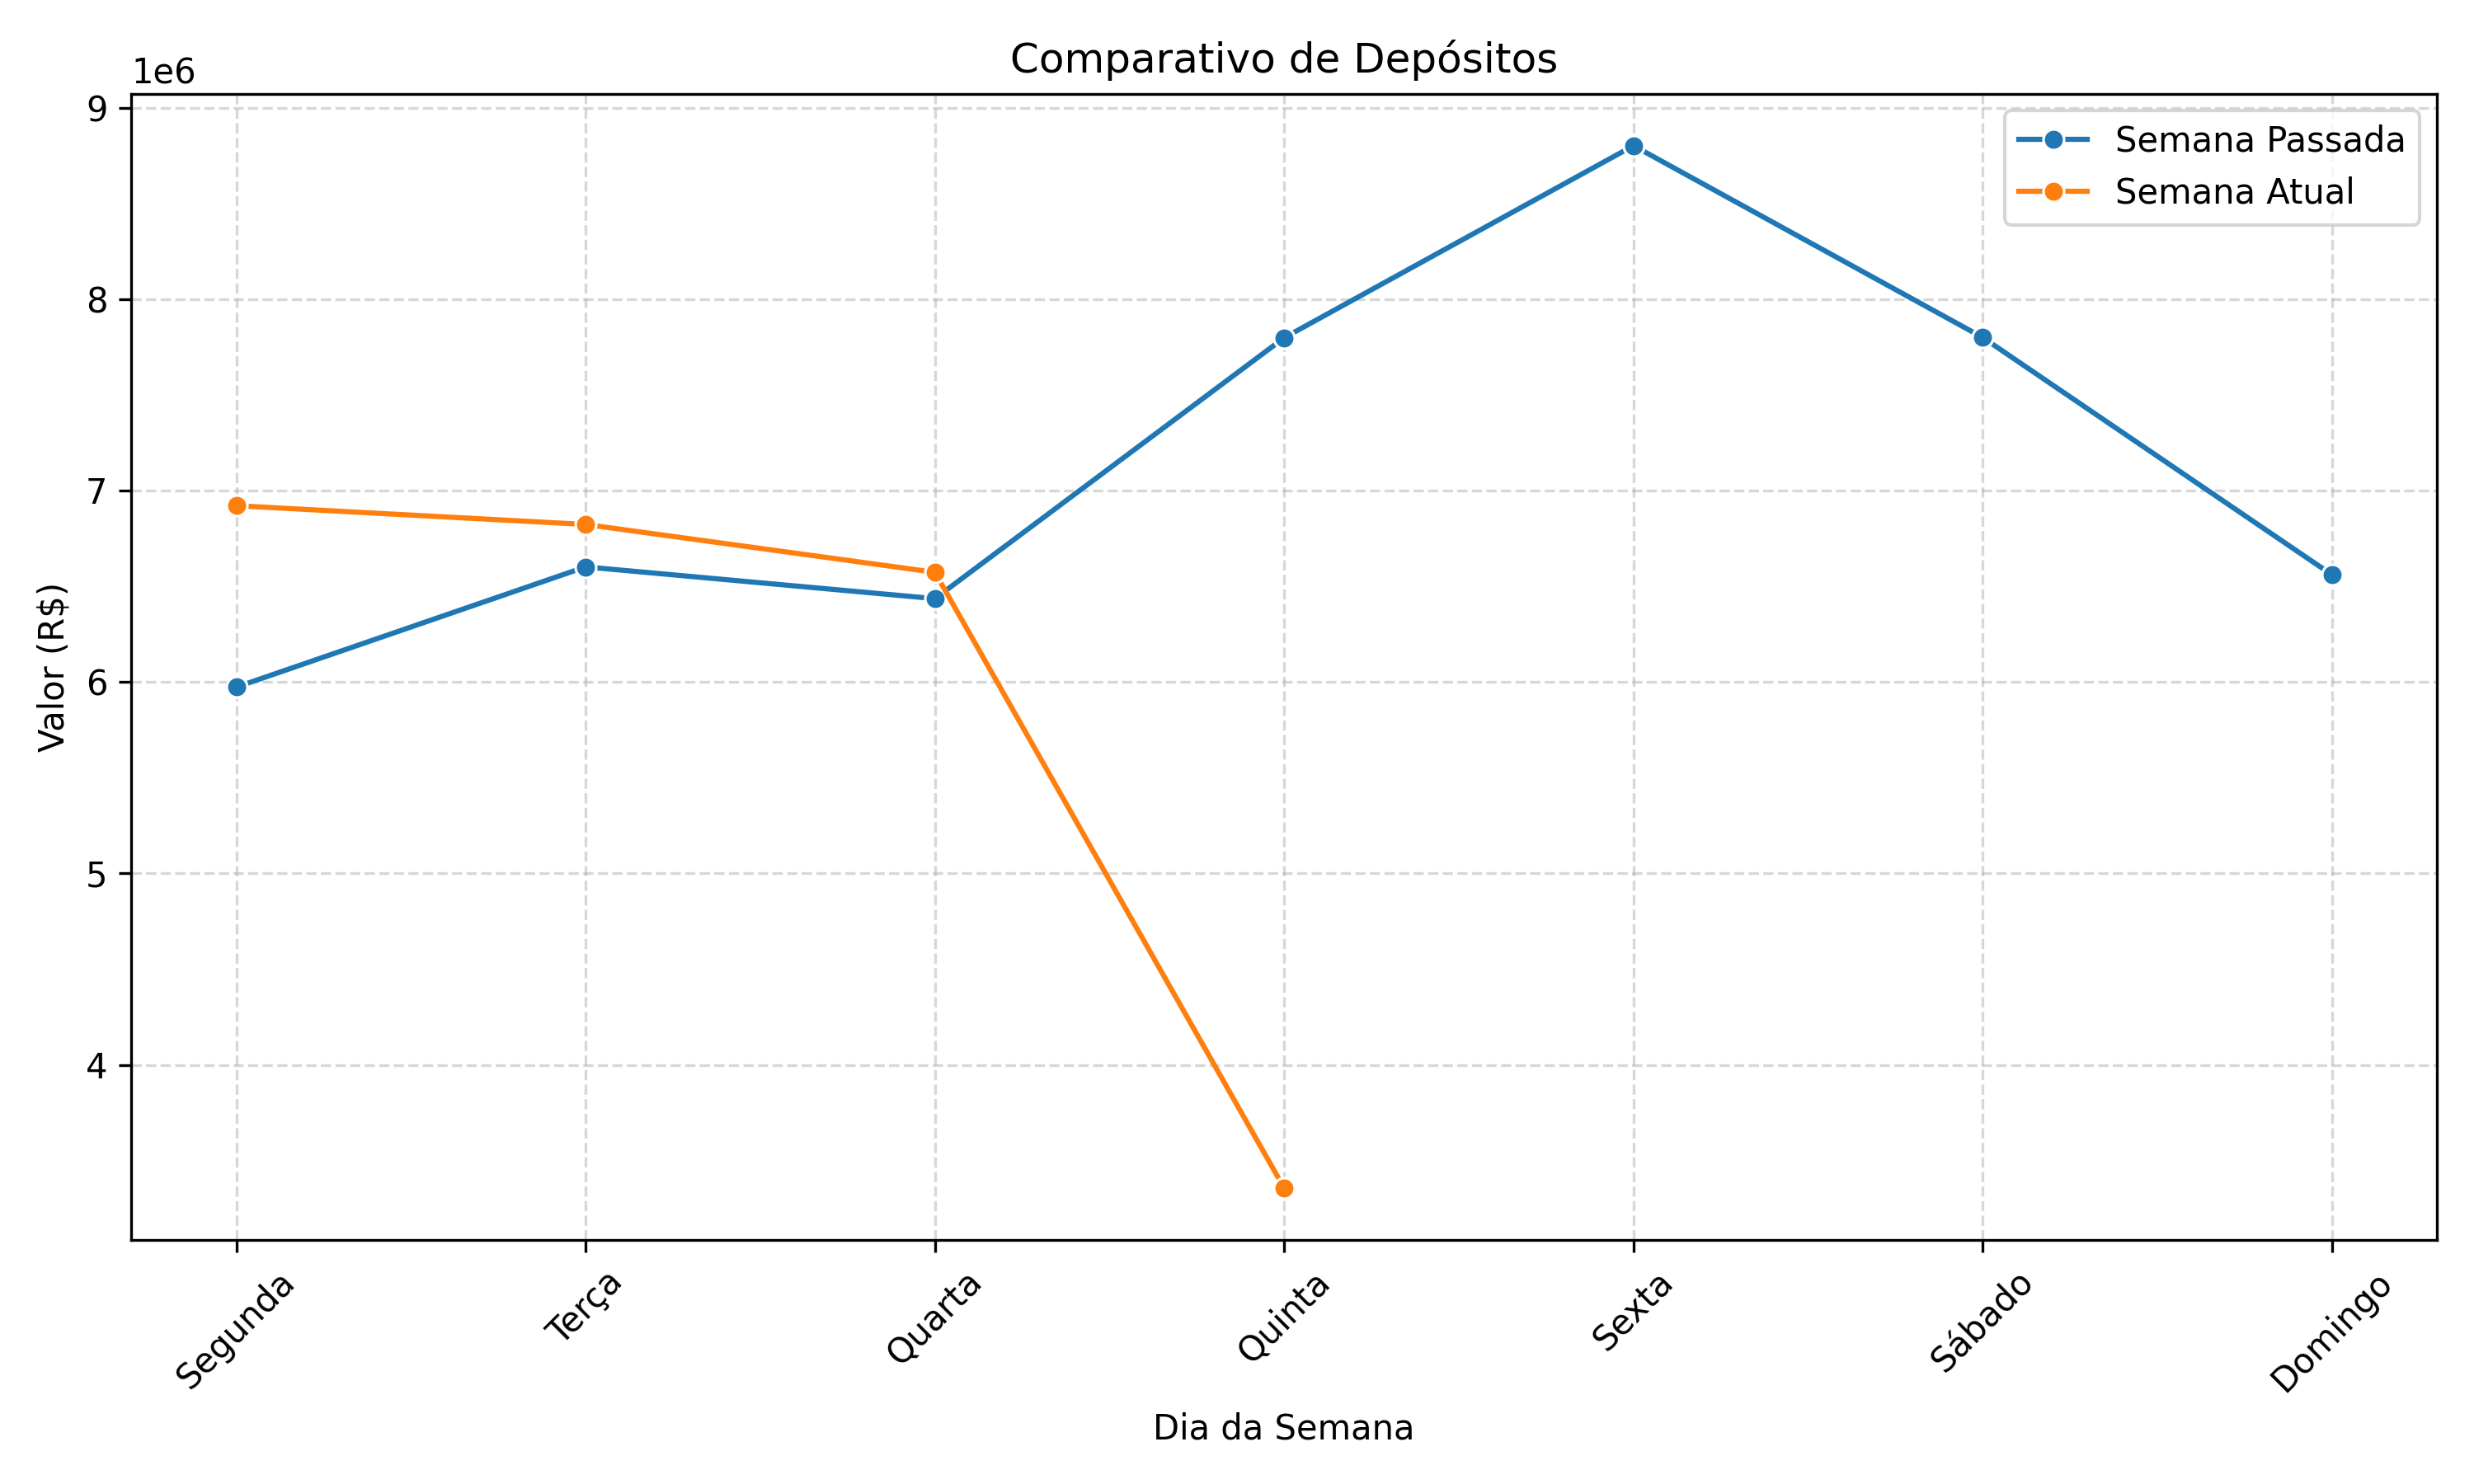 Comparativo de Depósitos
1e6
9
8
7
6
5
4
Valor (R$)
Semana Passada
Semana Atual
Segunda
Terça
Quarta
Quinta
Sexta
Sábado
Domingo
Dia da Semana